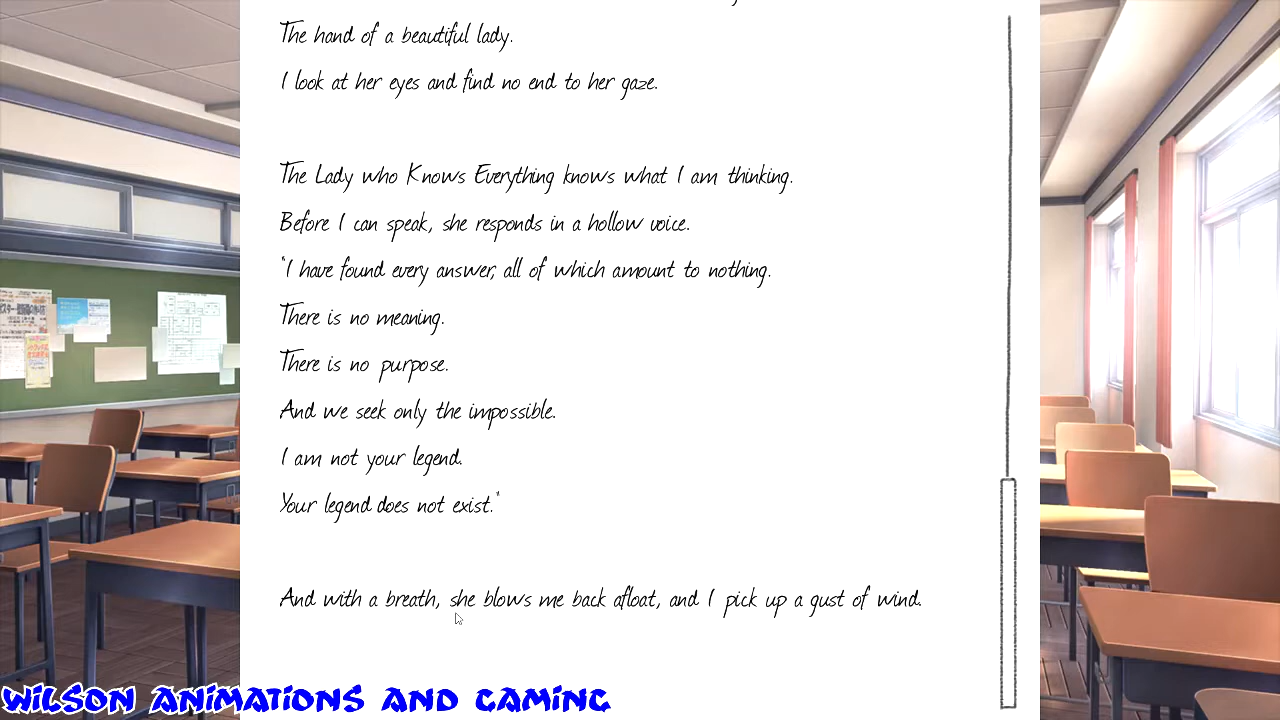 The hand of a beautiful lady.
I look at her eyes and find no end to her gaze.
The Lady who Knows Everything knows what I am thinking.
Before I can speak, she responds in a hollow voice.
"I have found every answer, all of which amount to nothing.
There is no meaning.
There is no purpose.
And we seek only the impossible.
I am not your legend.
Your legend does not exist."
And with a breath, she blows me back afloat, and I pick up a gust of wind.
WILSON ANIMATIONS AND GAMING